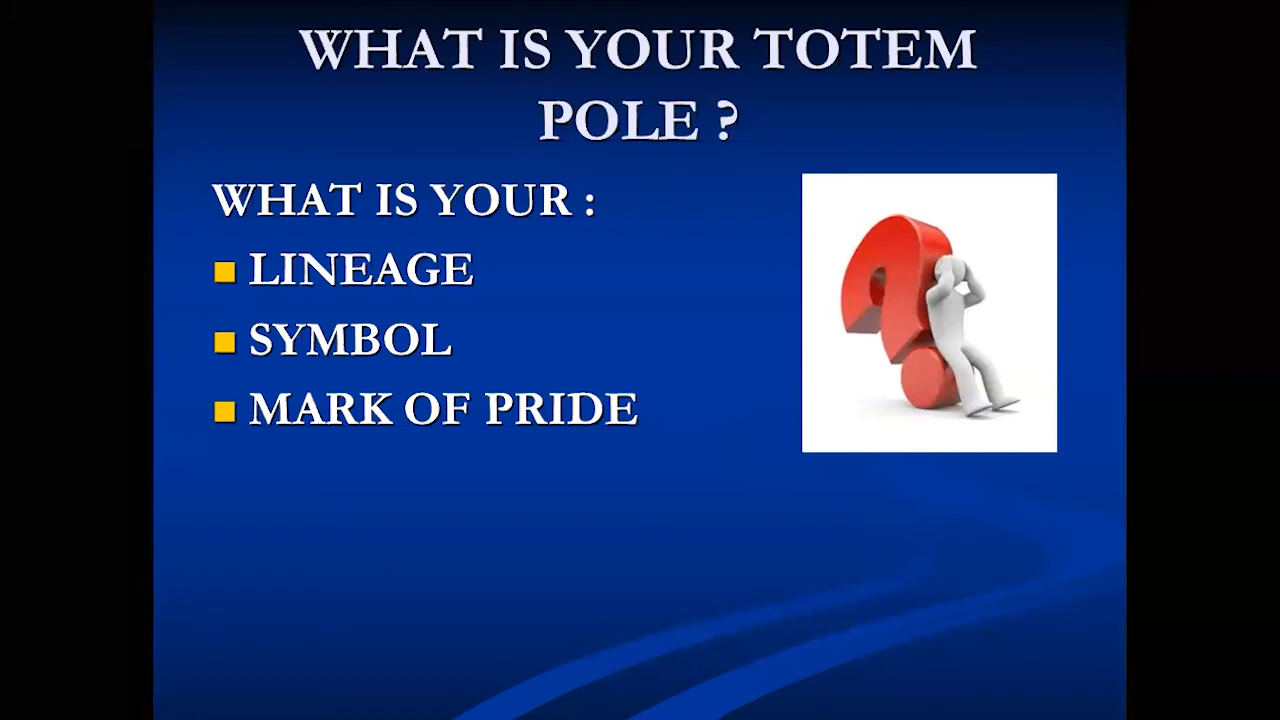 WHAT IS YOUR TOTEM
POLE ?
WHAT IS YOUR :
LINEAGE
SYMBOL
MARK OF PRIDE